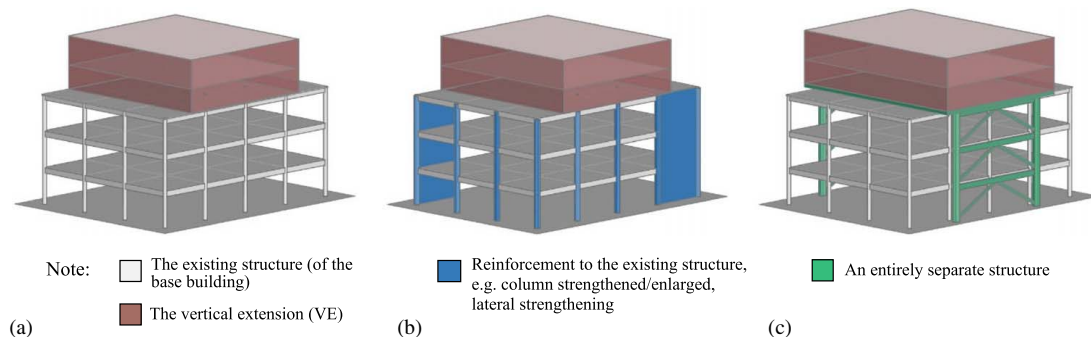 Note:
The existing structure (of the
base building)
The vertical extension (VE)
Reinforcement to the existing structure,
e.g. column strengthened/enlarged,
lateral strengthening
An entirely separate structure
(a)
(b)
(c)